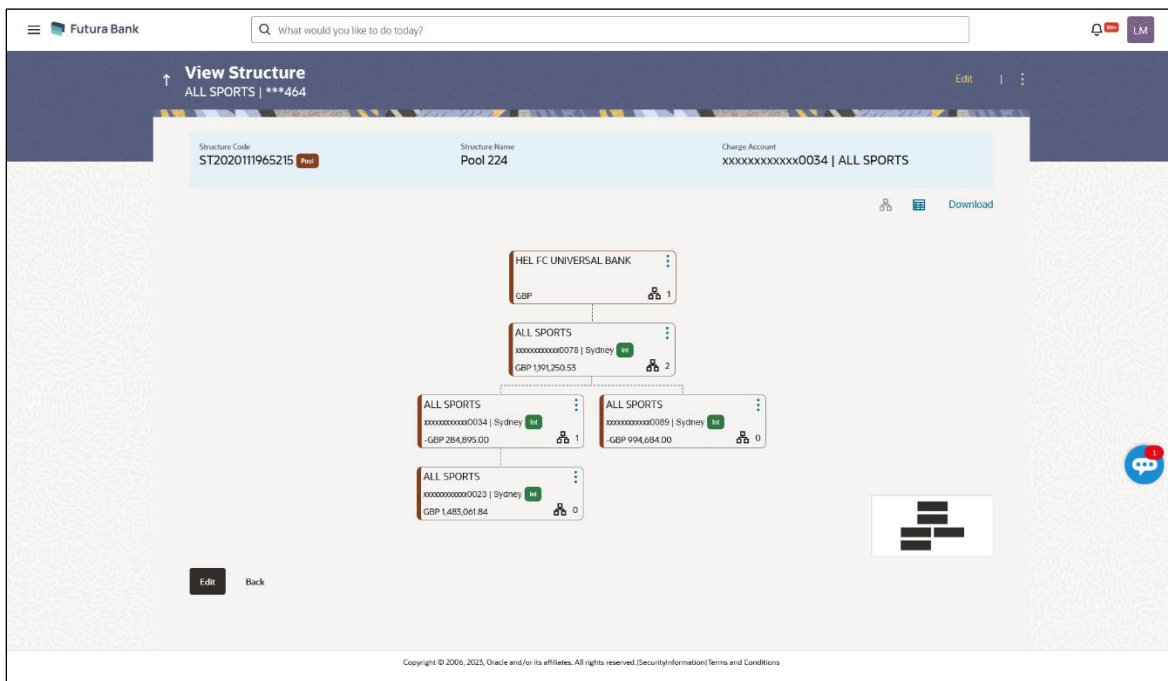 Futura Bank
What would you like to do today?
99+
LM
View Structure
ALL SPORTS | ***464
Edit
Structure Code
ST2020111965215 Pool
Structure Name
Pool 224
Charge Account
xxxxxxxxxxxx0034 | ALL SPORTS
Download
HEL FC UNIVERSAL BANK
GBP
1
ALL SPORTS
xxxxxxxxxxxx0078 | Sydney Int
GBP 1,191,250.53
2
ALL SPORTS
xxxxxxxxxxxx0034 | Sydney Int
-GBP 284,895.00
1
ALL SPORTS
xxxxxxxxxxxx0089 | Sydney Int
-GBP 994,684.00
0
ALL SPORTS
xxxxxxxxxxxx0023 | Sydney Int
GBP 1,483,061.84
0
1
Edit
Back
Copyright © 2006, 2023, Oracle and/or its affiliates. All rights reserved.|SecurityInformation|Terms and Conditions